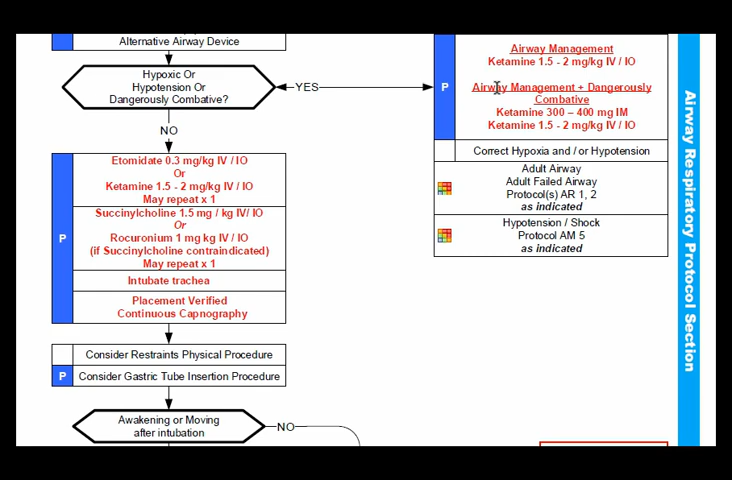 Alternative Airway Device
Hypoxic Or
Hypotension Or
Dangerously Combative?
YES
NO
P
Airway Management
Ketamine 1.5 - 2 mg/kg IV / IO
Airway Management + Dangerously
Combative
Ketamine 300 – 400 mg IM
Ketamine 1.5 - 2 mg/kg IV / IO
Correct Hypoxia and / or Hypotension
Adult Airway
Adult Failed Airway
Protocol(s) AR 1, 2
as indicated
Hypotension / Shock
Protocol AM 5
as indicated
P
Etomidate 0.3 mg/kg IV / IO
Or
Ketamine 1.5 - 2 mg/kg IV / IO
May repeat x 1
Succinylcholine 1.5 mg / kg IV/ IO
Or
Rocuronium 1 mg kg IV / IO
(if Succinylcholine contraindicated)
May repeat x 1
Intubate trachea
Placement Verified
Continuous Capnography
Consider Restraints Physical Procedure
P Consider Gastric Tube Insertion Procedure
Awakening or Moving
after intubation
NO
Airway Respiratory Protocol Section